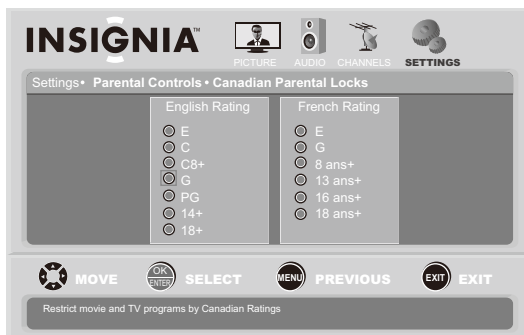 INSIGNIA™
PICTURE AUDIO CHANNELS SETTINGS
Settings• Parental Controls • Canadian Parental Locks
English Rating
E
C
C8+
G
PG
14+
18+
French Rating
E
G
8 ans+
13 ans+
16 ans+
18 ans+
MOVE
OK
ENTER
SELECT
MENU
PREVIOUS
EXIT
EXIT
Restrict movie and TV programs by Canadian Ratings